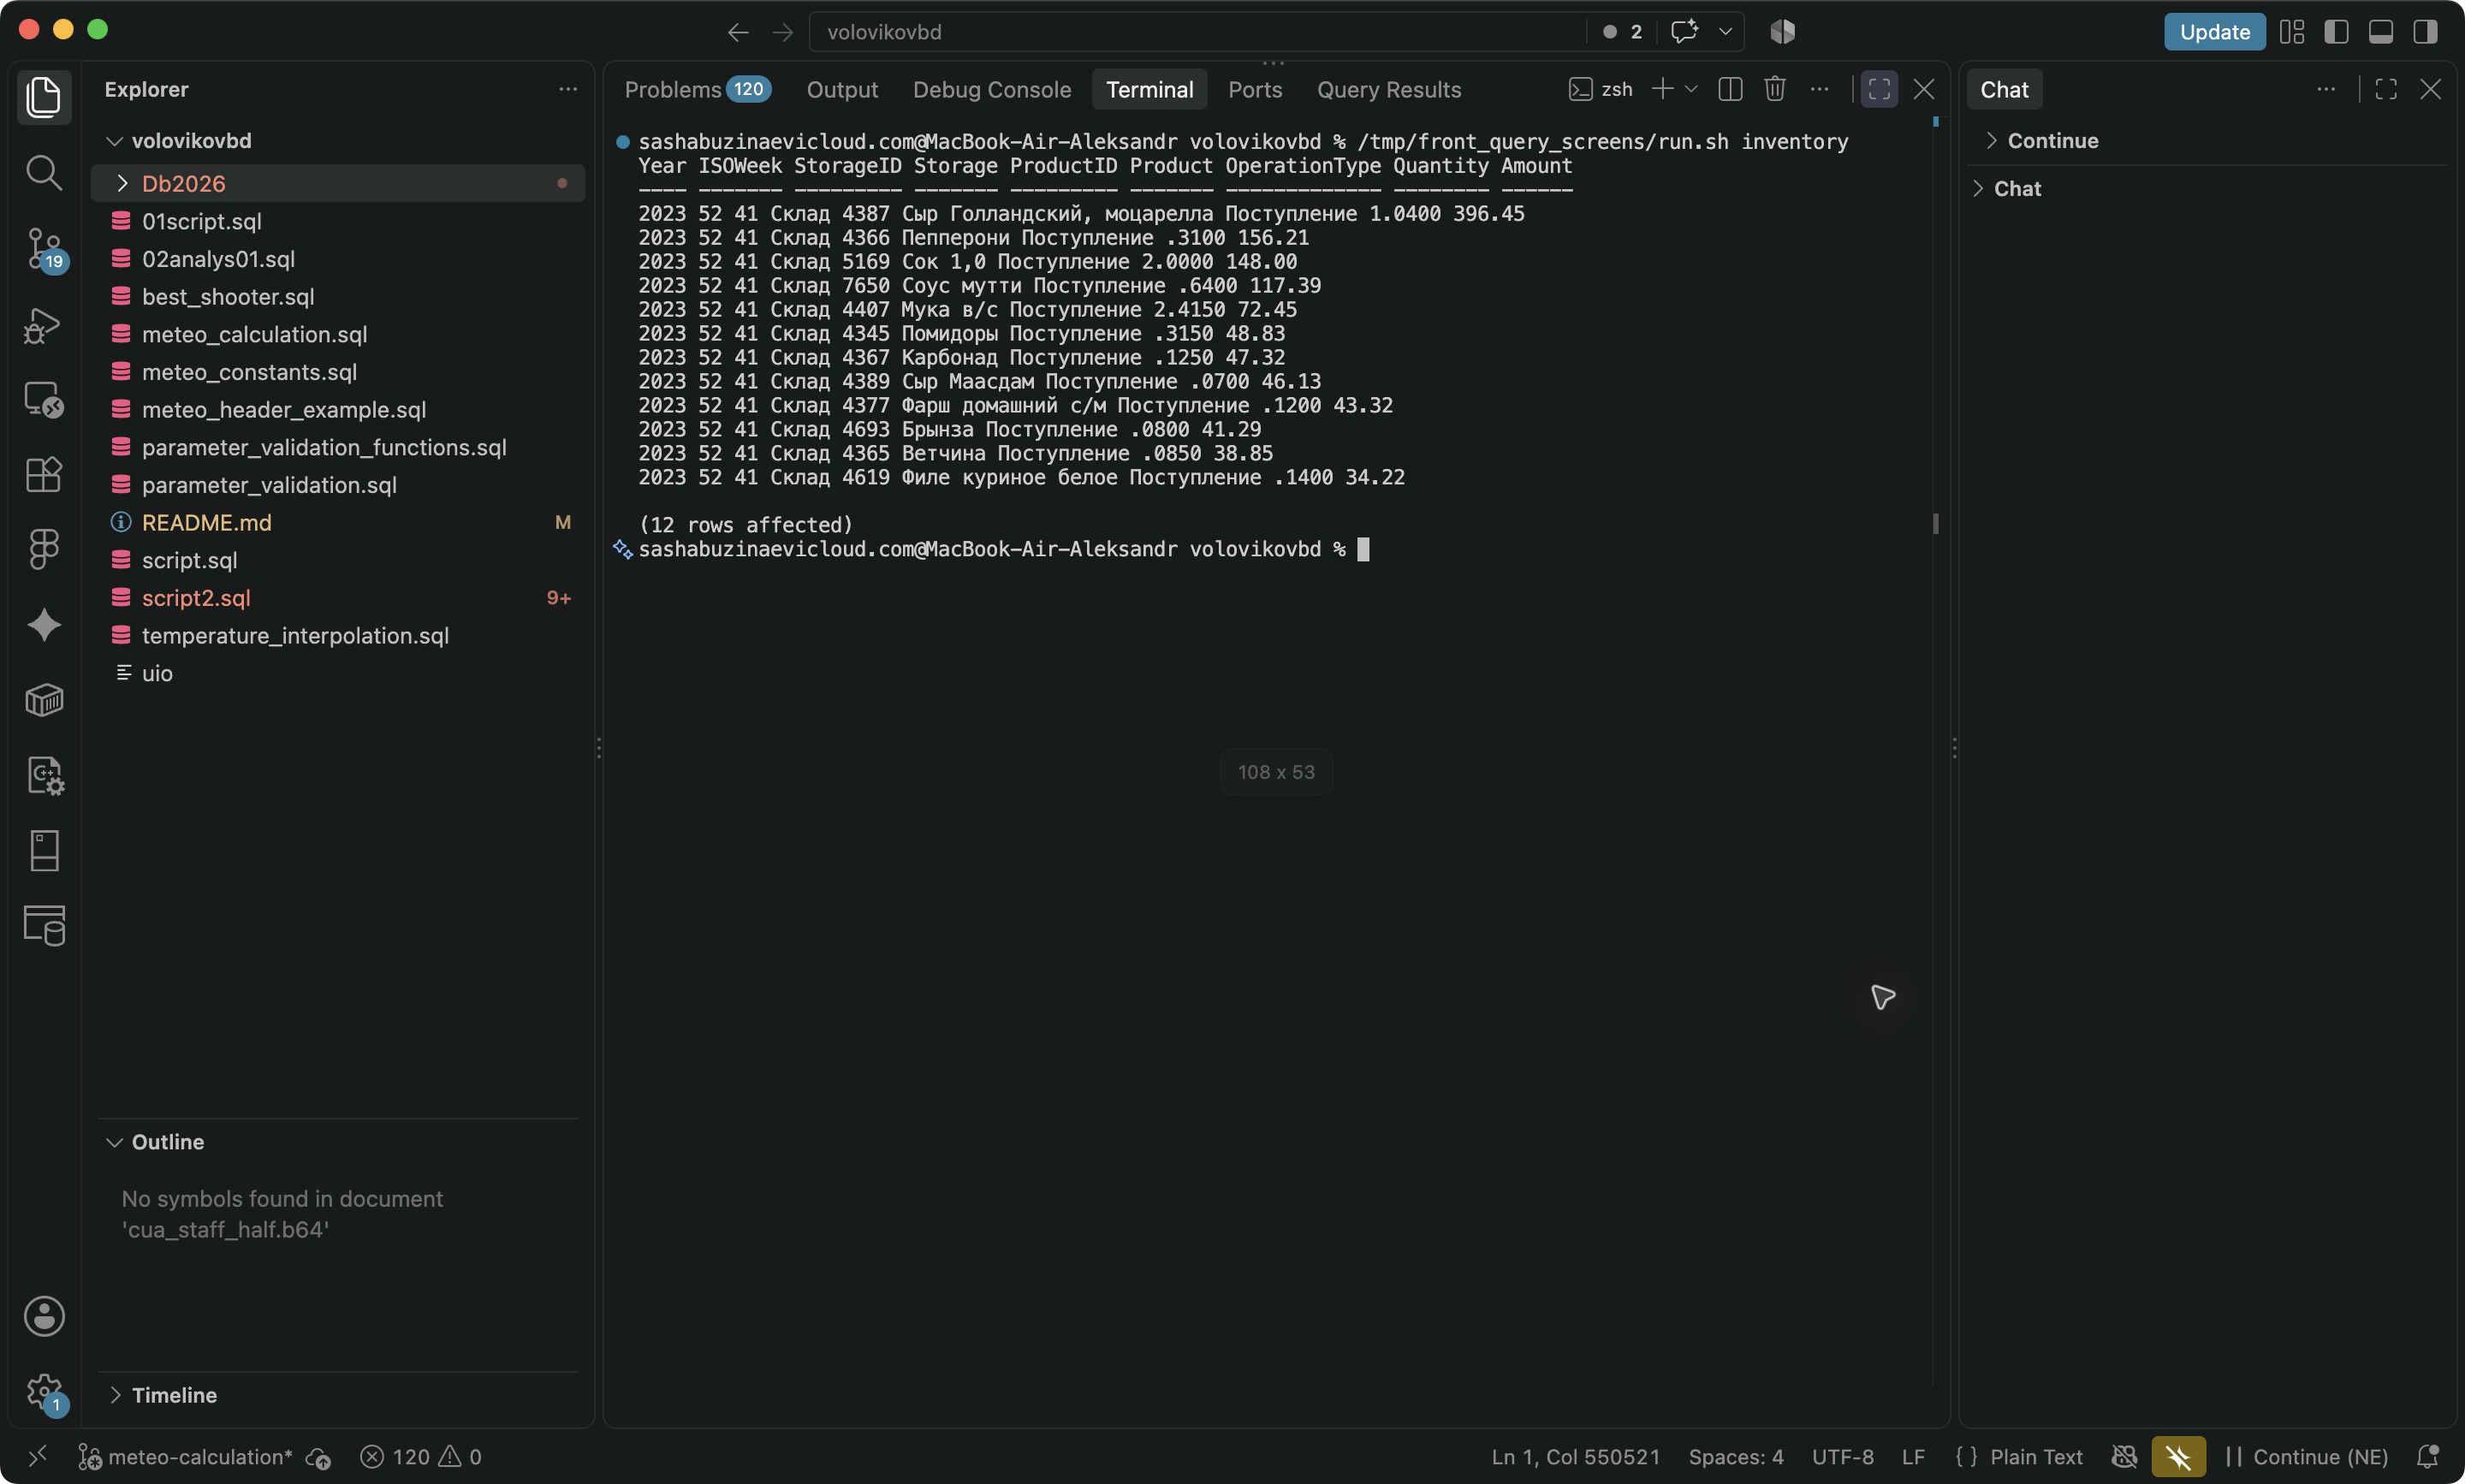 volovikovbd
2
Update
Explorer
volovikovbd
Db2026
01script.sql
02analys01.sql
best_shooter.sql
meteo_calculation.sql
meteo_constants.sql
meteo_header_example.sql
parameter_validation_functions.sql
parameter_validation.sql
README.md M
script.sql
script2.sql 9+
temperature_interpolation.sql
uio
19
Outline
No symbols found in document
'cua_staff_half.b64'
Timeline
1
Problems 120 Output Debug Console Terminal Ports Query Results zsh
sashabuzinaevicloud.com@MacBook-Air-Aleksandr volovikovbd % /tmp/front_query_screens/run.sh inventory
Year ISOWeek StorageID Storage ProductID Product OperationType Quantity Amount
---- ------- --------- ------- --------- ------- ------------- -------- ------
2023 52 41 Склад 4387 Сыр Голландский, моцарелла Поступление 1.0400 396.45
2023 52 41 Склад 4366 Пепперони Поступление .3100 156.21
2023 52 41 Склад 5169 Сок 1,0 Поступление 2.0000 148.00
2023 52 41 Склад 7650 Соус мутти Поступление .6400 117.39
2023 52 41 Склад 4407 Мука в/с Поступление 2.4150 72.45
2023 52 41 Склад 4345 Помидоры Поступление .3150 48.83
2023 52 41 Склад 4367 Карбонад Поступление .1250 47.32
2023 52 41 Склад 4389 Сыр Маасдам Поступление .0700 46.13
2023 52 41 Склад 4377 Фарш домашний с/м Поступление .1200 43.32
2023 52 41 Склад 4693 Брынза Поступление .0800 41.29
2023 52 41 Склад 4365 Ветчина Поступление .0850 38.85
2023 52 41 Склад 4619 Филе куриное белое Поступление .1400 34.22
(12 rows affected)
sashabuzinaevicloud.com@MacBook-Air-Aleksandr volovikovbd %
108 x 53
Chat
Continue
Chat
meteo-calculation* 120 0 Ln 1, Col 550521 Spaces: 4 UTF-8 LF { } Plain Text Continue (NE)